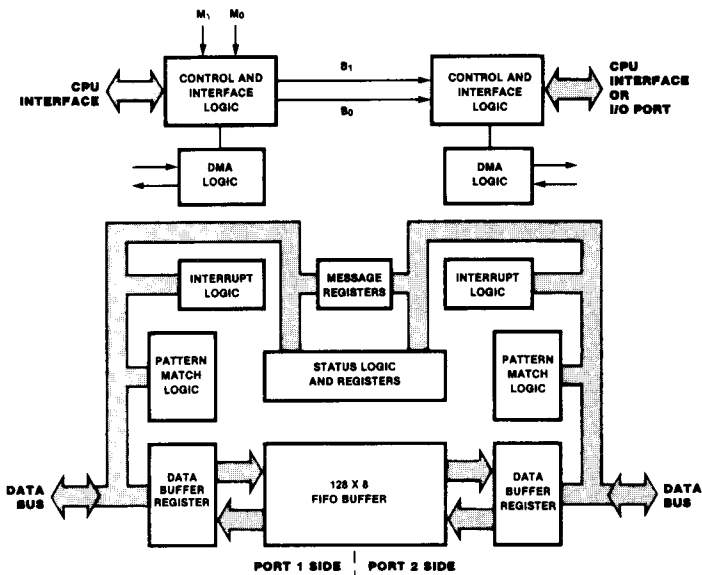 M₁ M₀
CPU
INTERFACE
CONTROL AND
INTERFACE
LOGIC
B₁
B₀
CONTROL AND
INTERFACE
LOGIC
CPU
INTERFACE
OR
I/O PORT
DMA
LOGIC
DMA
LOGIC
INTERRUPT
LOGIC
MESSAGE
REGISTERS
INTERRUPT
LOGIC
PATTERN
MATCH
LOGIC
STATUS LOGIC
AND REGISTERS
PATTERN
MATCH
LOGIC
DATA
BUS
DATA
BUFFER
REGISTER
128 X 8
FIFO BUFFER
DATA
BUFFER
REGISTER
DATA
BUS
PORT 1 SIDE PORT 2 SIDE